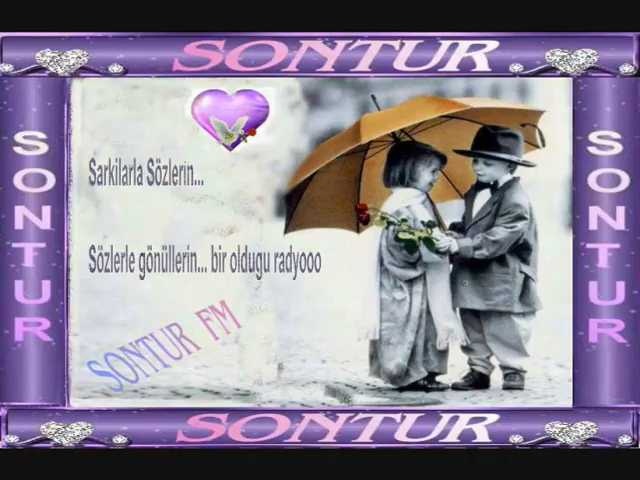 SONTUR
SONTUR
SONTUR
Sarkilarla Sözlerin...
Sözlerle gönüllerin... bir oldugu radyooo
SONTUR FM
SONTUR